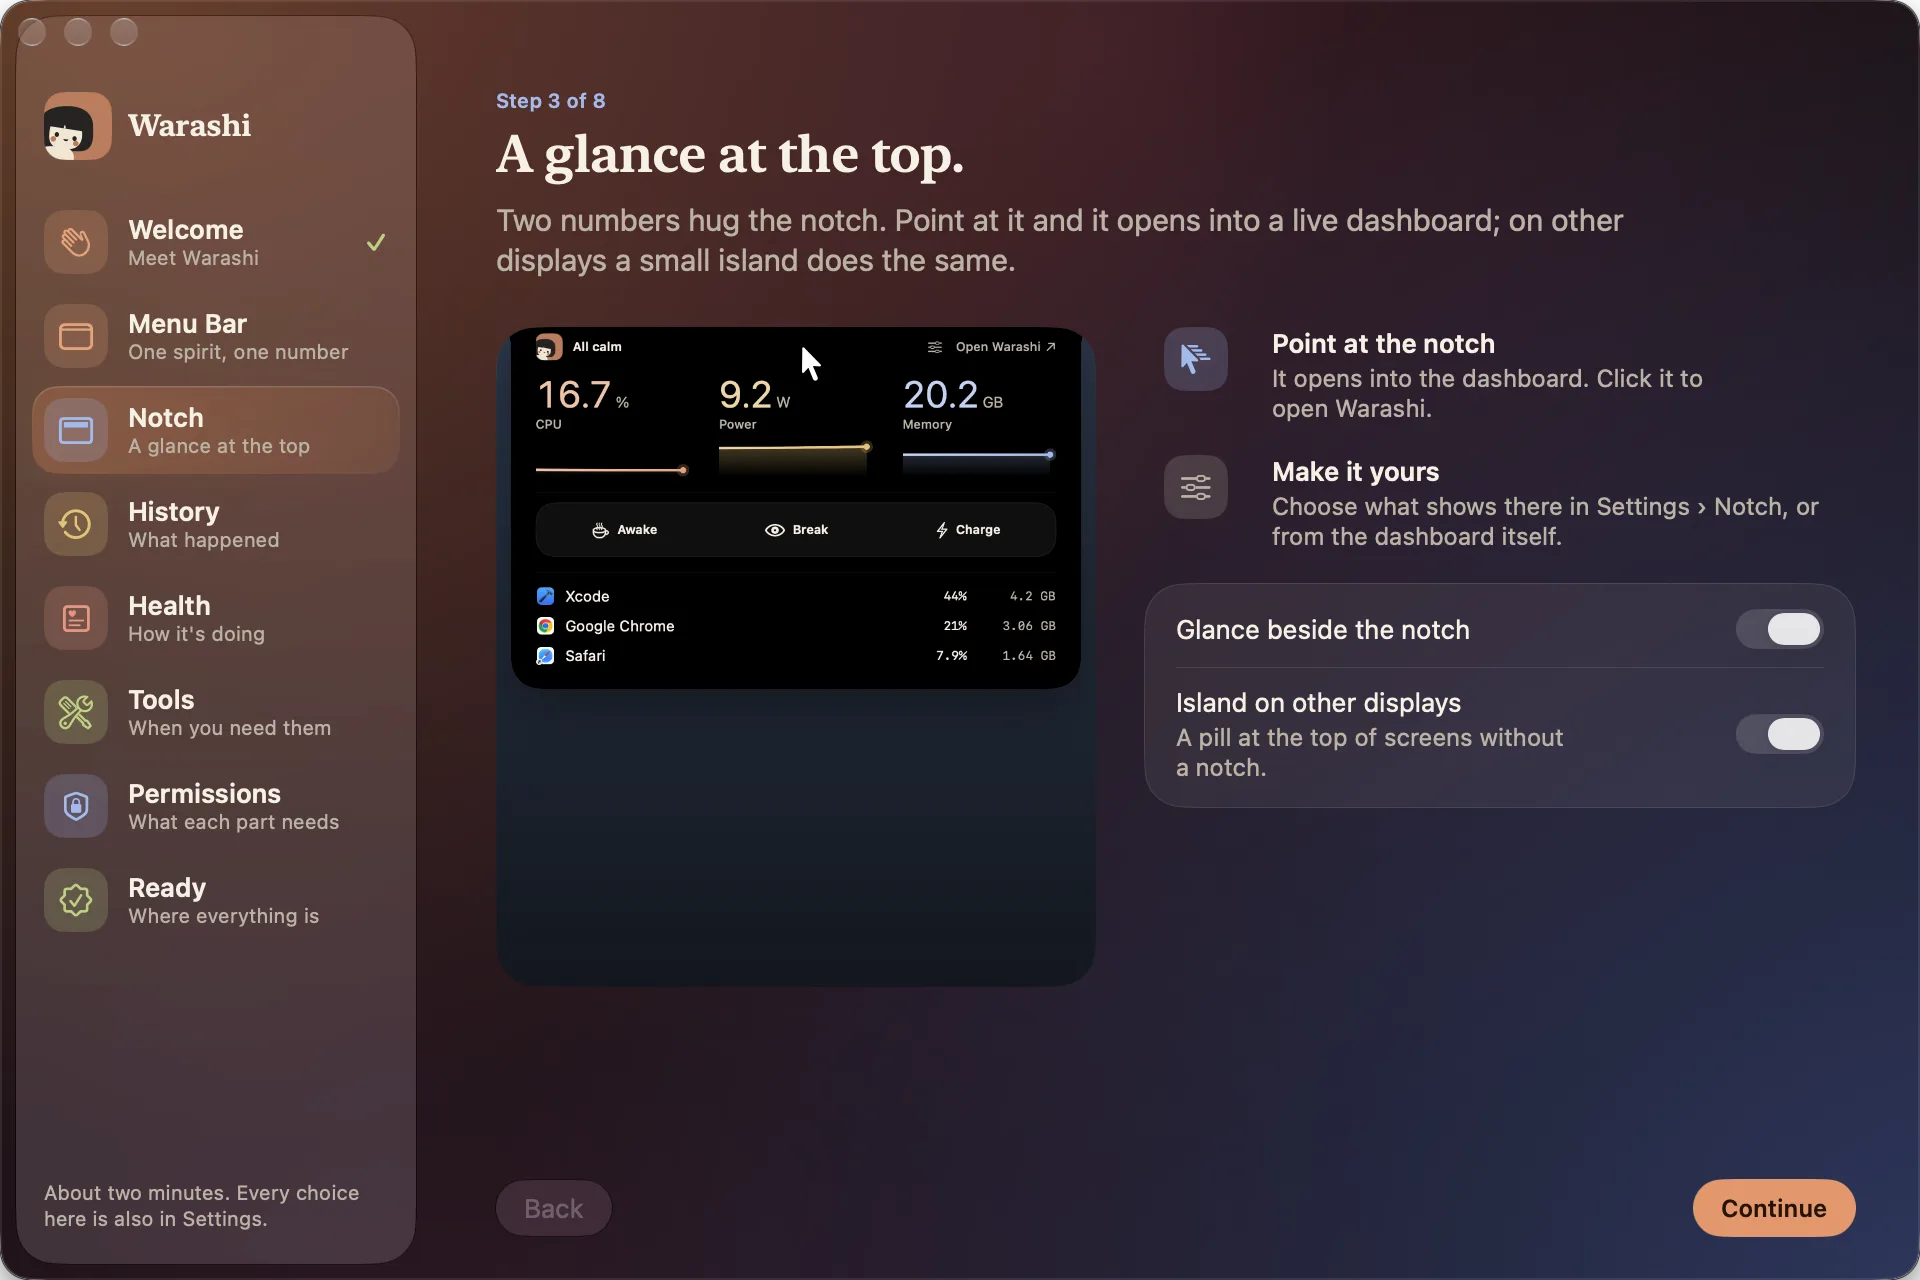 Warashi
Welcome
Meet Warashi
Menu Bar
One spirit, one number
Notch
A glance at the top
History
What happened
Health
How it's doing
Tools
When you need them
Permissions
What each part needs
Ready
Where everything is
About two minutes. Every choice
here is also in Settings.
Step 3 of 8
A glance at the top.
Two numbers hug the notch. Point at it and it opens into a live dashboard; on other
displays a small island does the same.
All calm
Open Warashi ↗
16.7 %
CPU
9.2 W
Power
20.2 GB
Memory
Awake
Break
Charge
Xcode 44% 4.2 GB
Google Chrome 21% 3.06 GB
Safari 7.9% 1.64 GB
Point at the notch
It opens into the dashboard. Click it to
open Warashi.
Make it yours
Choose what shows there in Settings › Notch, or
from the dashboard itself.
Glance beside the notch
Island on other displays
A pill at the top of screens without
a notch.
Back
Continue